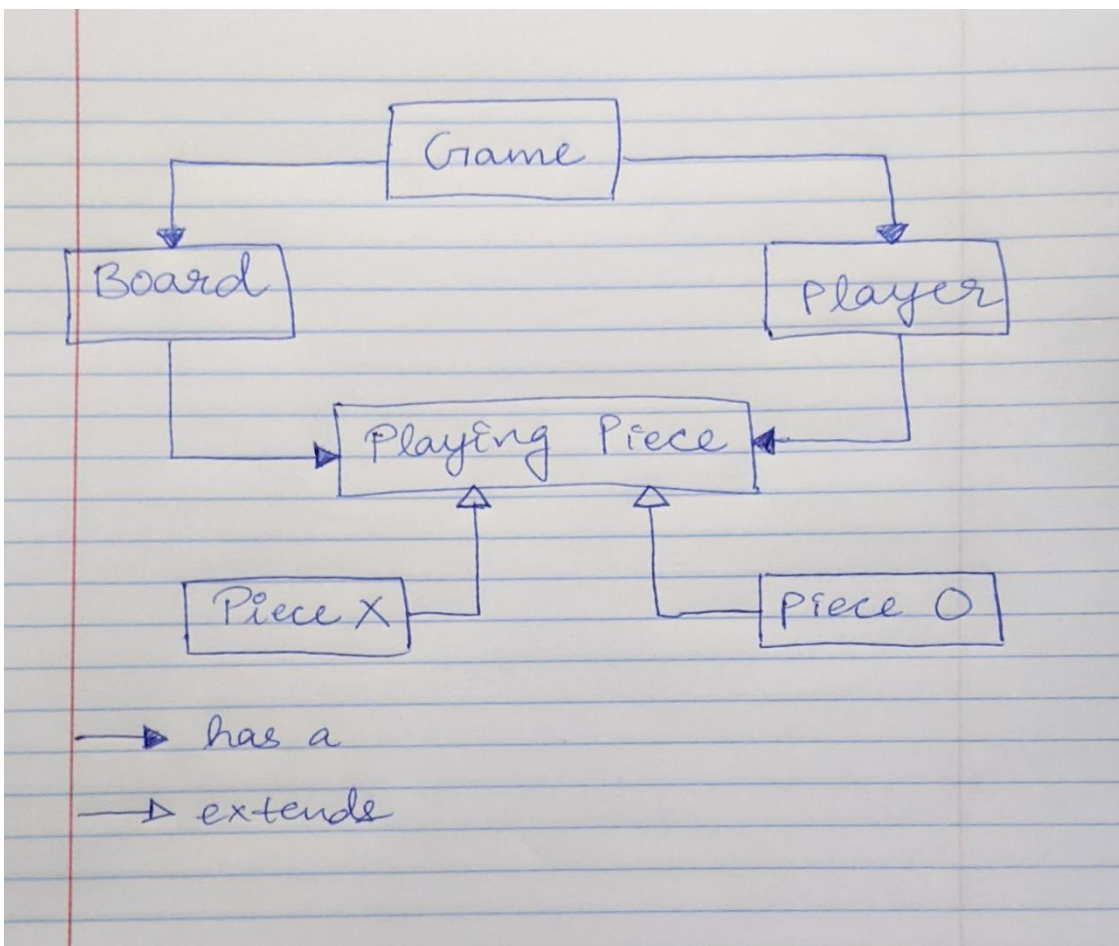 Game
Board
Player
Playing Piece
Piece X
Piece O
has a
extends